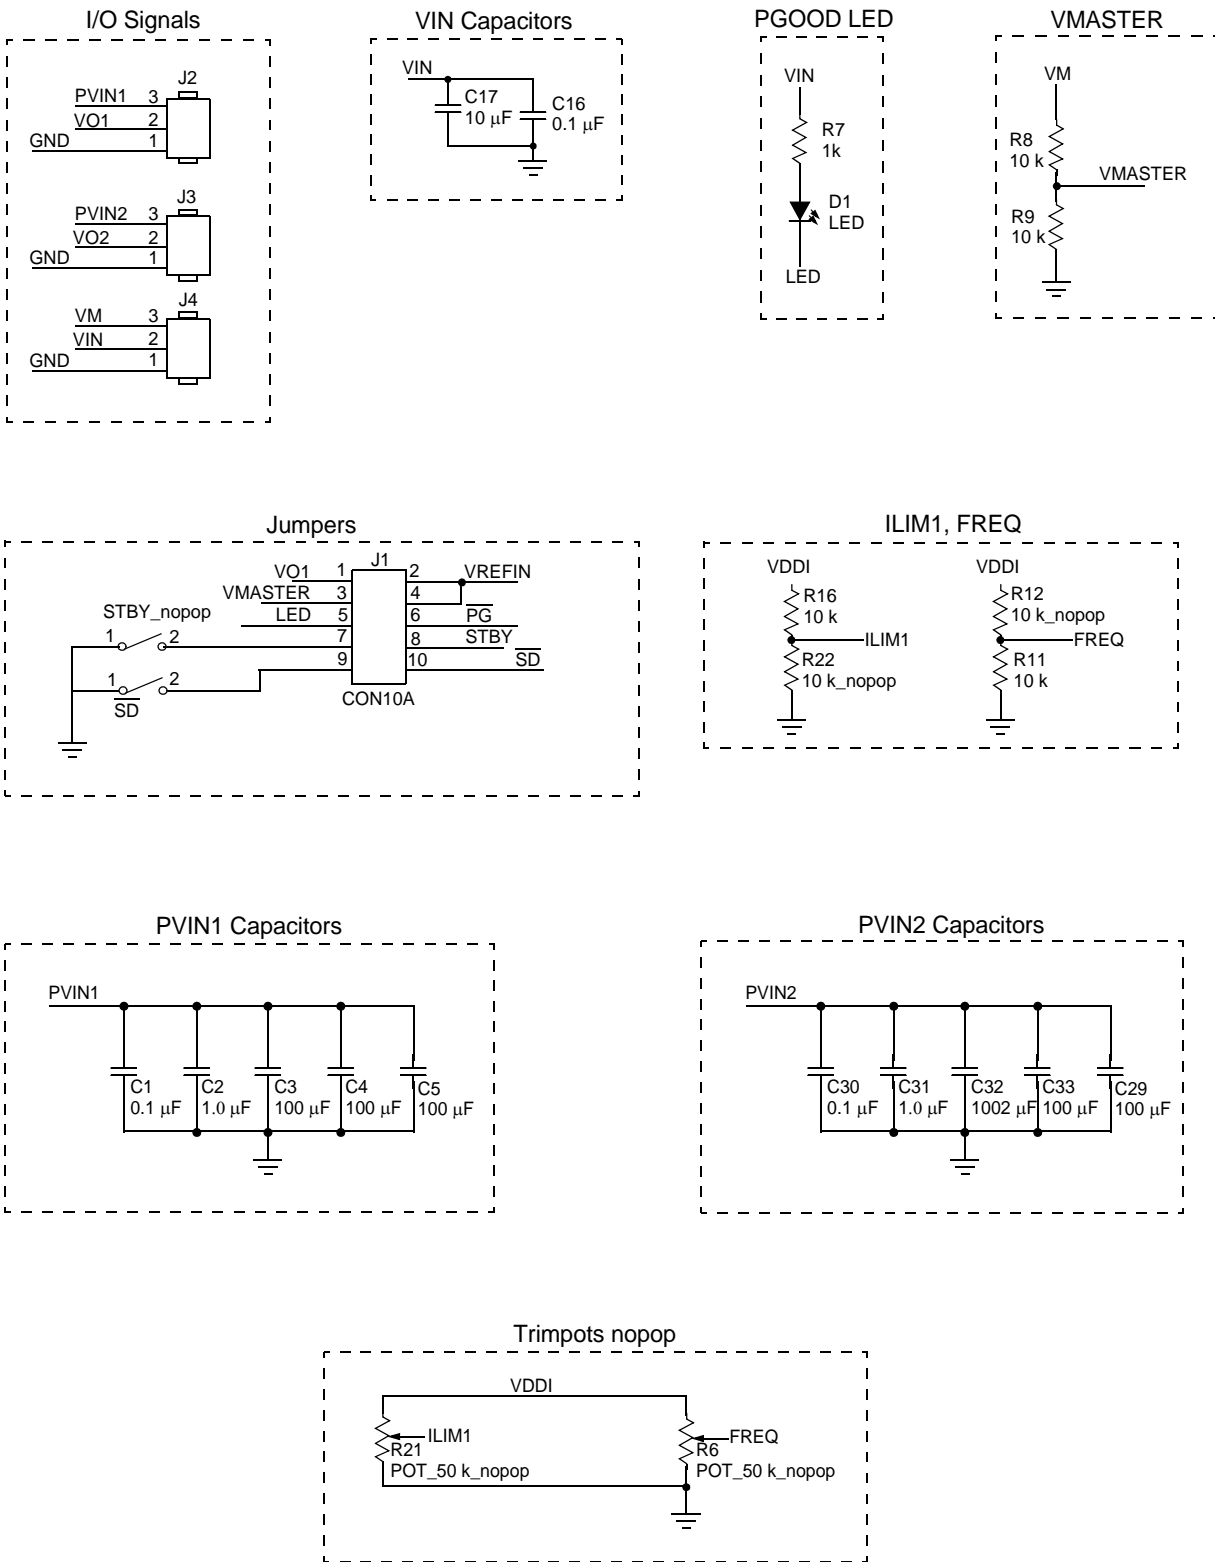 I/O Signals
J2
PVIN1 3
VO1 2
GND 1
J3
PVIN2 3
VO2 2
GND 1
J4
VM 3
VIN 2
GND 1
VIN Capacitors
VIN
C17
10 µF
C16
0.1 µF
PGOOD LED
VIN
R7
1k
D1
LED
LED
VMASTER
VM
R8
10 k
VMASTER
R9
10 k
Jumpers
J1
VO1 1 2 VREFIN
VMASTER 3 4
LED 5 6 PG
STBY_nopop
1 2 7 8 STBY
9 10 SD
1 2
SD
CON10A
ILIM1, FREQ
VDDI
R16
10 k
ILIM1
R22
10 k_nopop
VDDI
R12
10 k_nopop
FREQ
R11
10 k
PVIN1 Capacitors
PVIN1
C1
0.1 µF
C2
1.0 µF
C3
100 µF
C4
100 µF
C5
100 µF
PVIN2 Capacitors
PVIN2
C30
0.1 µF
C31
1.0 µF
C32
1002 µF
C33
100 µF
C29
100 µF
Trimpots nopop
VDDI
ILIM1
R21
POT_50 k_nopop
FREQ
R6
POT_50 k_nopop